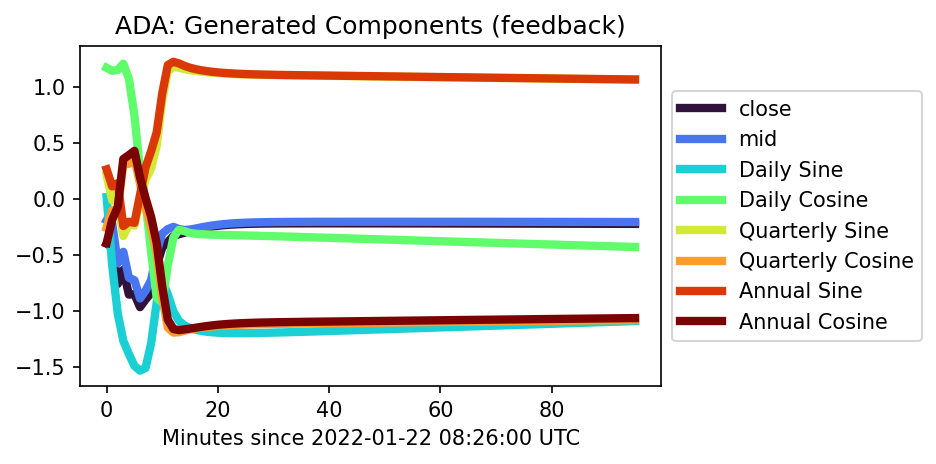 ADA: Generated Components (feedback)
1.0
0.5
0.0
−0.5
−1.0
−1.5
0 20 40 60 80
Minutes since 2022-01-22 08:26:00 UTC
close
mid
Daily Sine
Daily Cosine
Quarterly Sine
Quarterly Cosine
Annual Sine
Annual Cosine